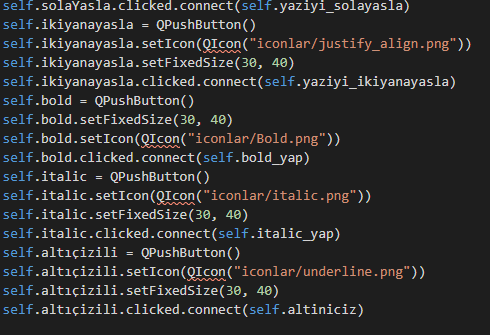 self.solaYasla.clicked.connect(self.yaziyi_solayasla)
self.ikiyanayasla = QPushButton()
self.ikiyanayasla.setIcon(QIcon("iconlar/justify_align.png"))
self.ikiyanayasla.setFixedSize(30, 40)
self.ikiyanayasla.clicked.connect(self.yaziyi_ikiyanayasla)
self.bold = QPushButton()
self.bold.setFixedSize(30, 40)
self.bold.setIcon(QIcon("iconlar/Bold.png"))
self.bold.clicked.connect(self.bold_yap)
self.italic = QPushButton()
self.italic.setIcon(QIcon("iconlar/italic.png"))
self.italic.setFixedSize(30, 40)
self.italic.clicked.connect(self.italic_yap)
self.altıçizili = QPushButton()
self.altıçizili.setIcon(QIcon("iconlar/underline.png"))
self.altıçizili.setFixedSize(30, 40)
self.altıçizili.clicked.connect(self.altiniciz)